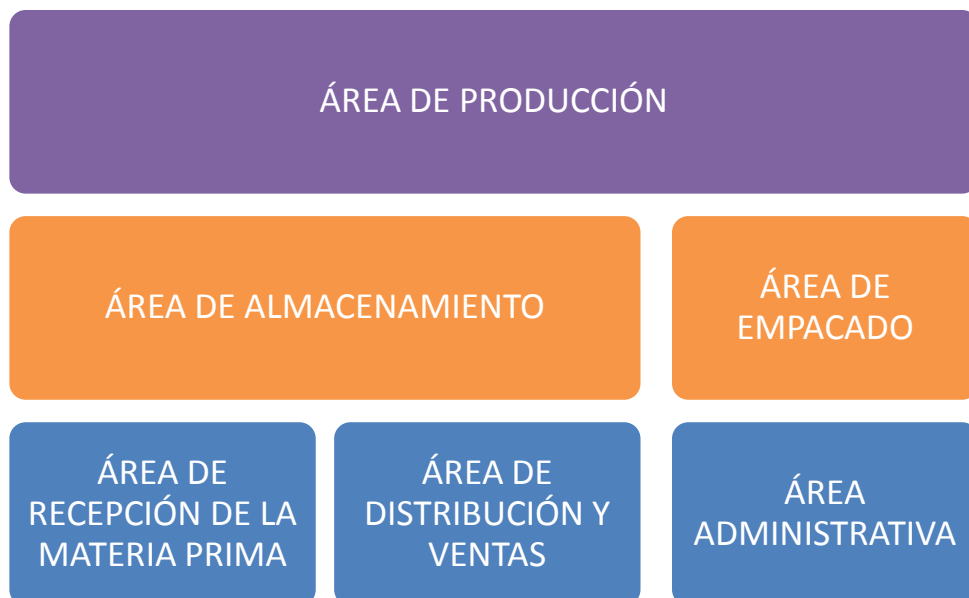 ÁREA DE PRODUCCIÓN
ÁREA DE ALMACENAMIENTO
ÁREA DE
EMPACADO
ÁREA DE
RECEPCIÓN DE LA
MATERIA PRIMA
ÁREA DE
DISTRIBUCIÓN Y
VENTAS
ÁREA
ADMINISTRATIVA